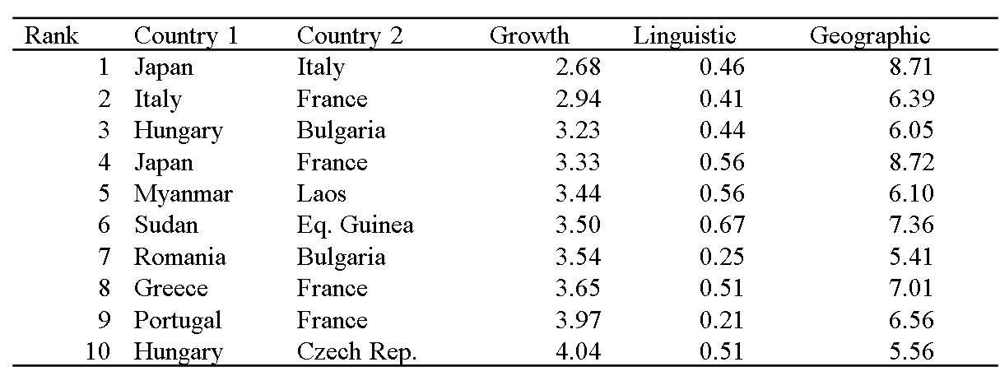 Rank Country 1 Country 2 Growth Linguistic Geographic
1 Japan Italy 2.68 0.46 8.71
2 Italy France 2.94 0.41 6.39
3 Hungary Bulgaria 3.23 0.44 6.05
4 Japan France 3.33 0.56 8.72
5 Myanmar Laos 3.44 0.56 6.10
6 Sudan Eq. Guinea 3.50 0.67 7.36
7 Romania Bulgaria 3.54 0.25 5.41
8 Greece France 3.65 0.51 7.01
9 Portugal France 3.97 0.21 6.56
10 Hungary Czech Rep. 4.04 0.51 5.56